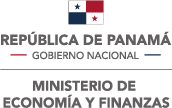 REPÚBLICA DE PANAMÁ
GOBIERNO NACIONAL
MINISTERIO DE
ECONOMÍA Y FINANZAS